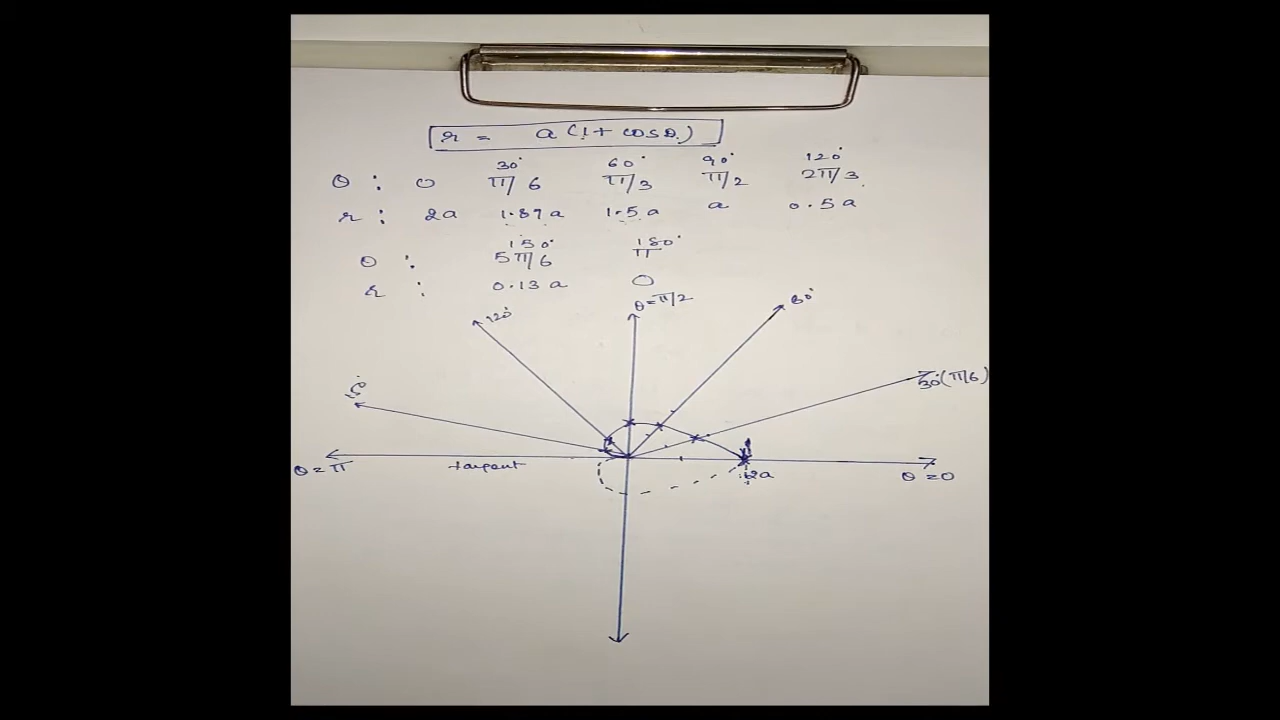 r = a(1+cosθ.)
30° 60° 90° 120°
θ : 0 π/6 π/3 π/2 2π/3
r : 2a 1.87a 1.5a a 0.5a
150° 180°
θ : 5π/6 π
r : 0.13a 0
θ=π/2
60°
120°
30°(π/6)
θ=π
tangent
2a
θ=0